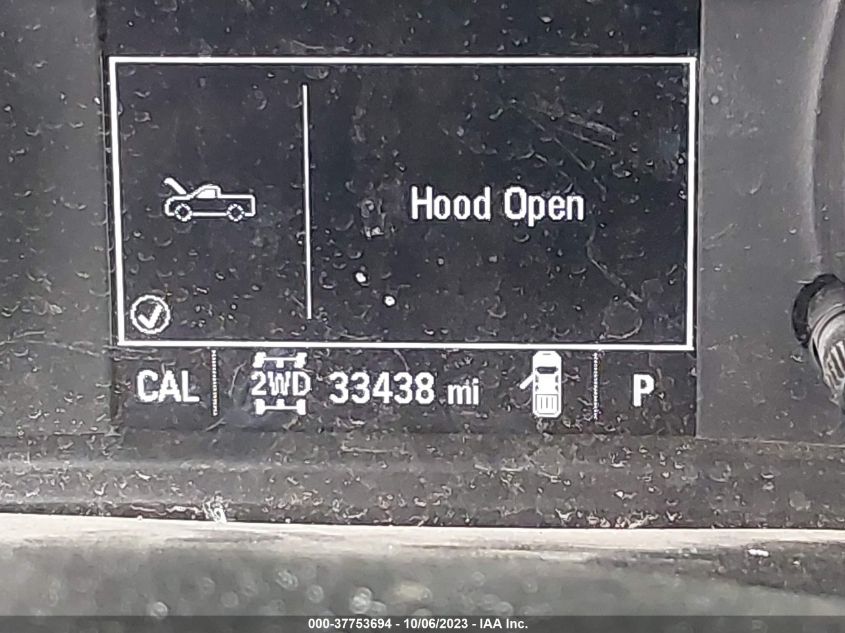 Hood Open
CAL 2WD 33438 mi P
000-37753694 - 10/06/2023 - IAA Inc.